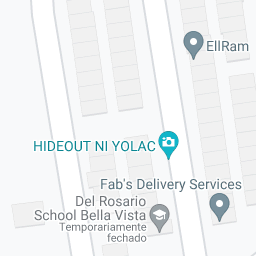 EllRam
HIDEOUT NI YOLAC
Fab's Delivery Services
Del Rosario
School Bella Vista
Temporariamente
fechado